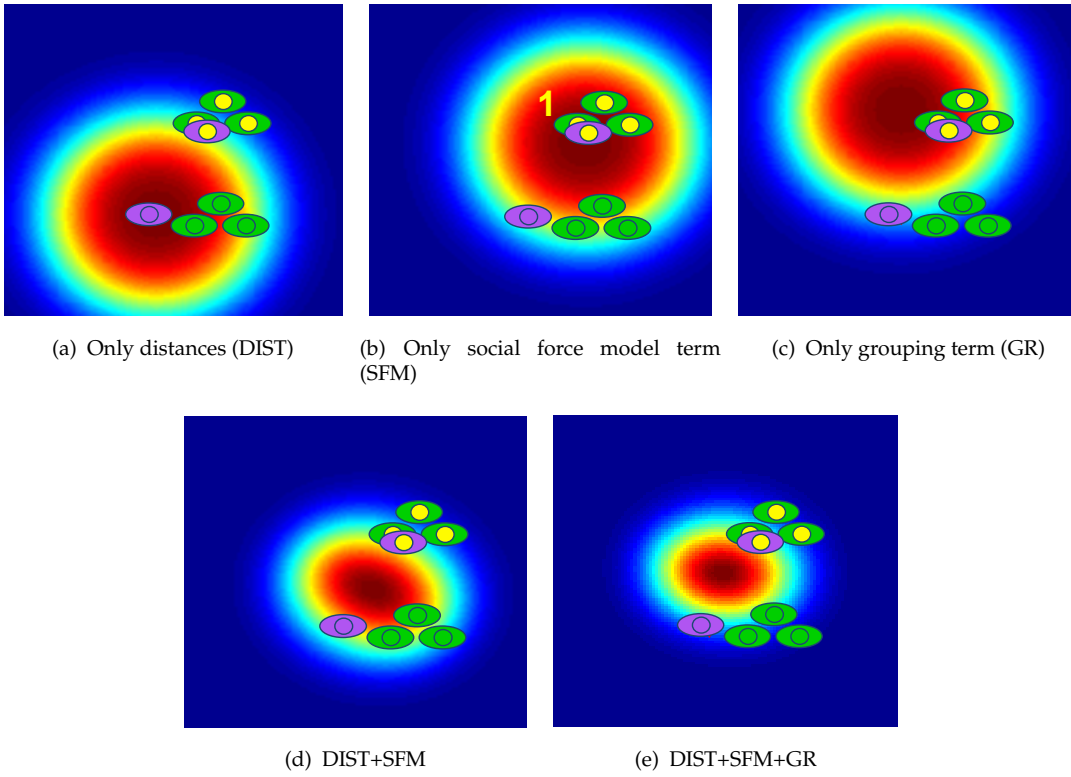 1
(a) Only distances (DIST)
(b) Only social force model term
(SFM)
(c) Only grouping term (GR)
(d) DIST+SFM
(e) DIST+SFM+GR